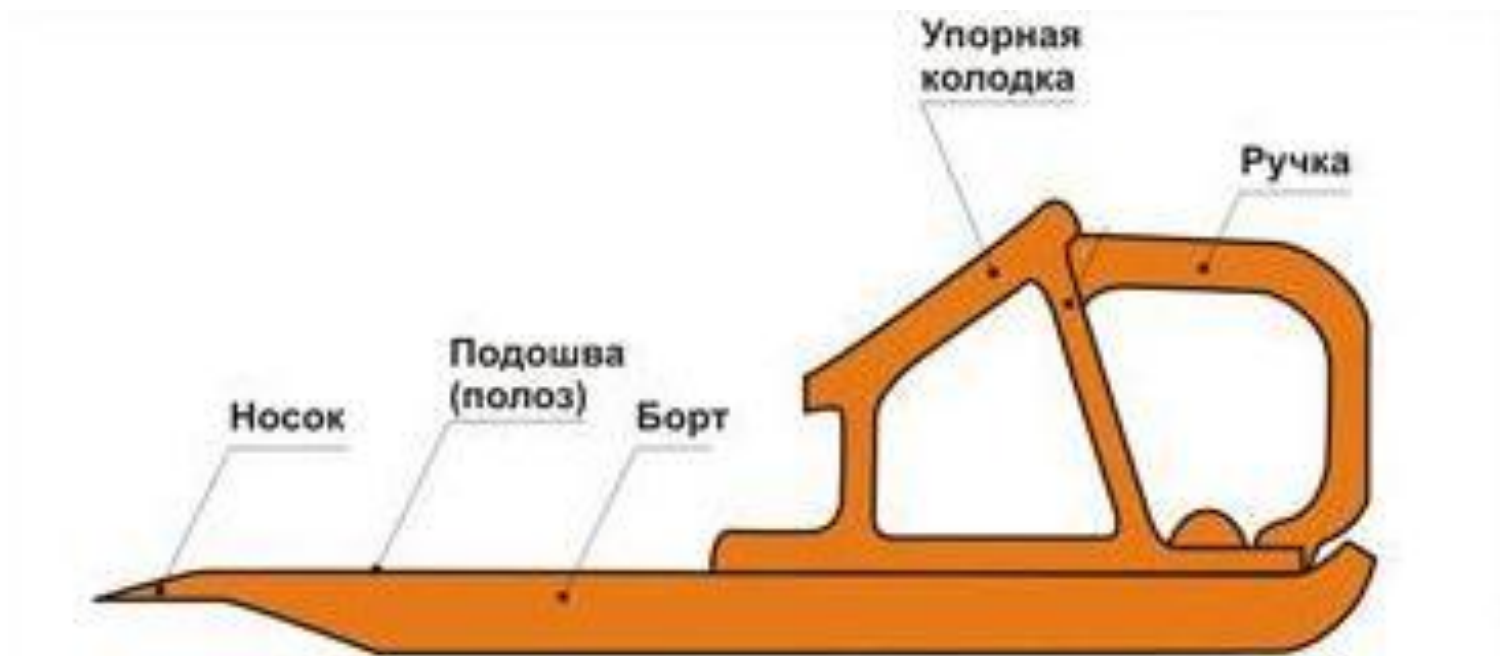 Упорная
колодка
Ручка
Подошва
(полоз)
Носок
Борт